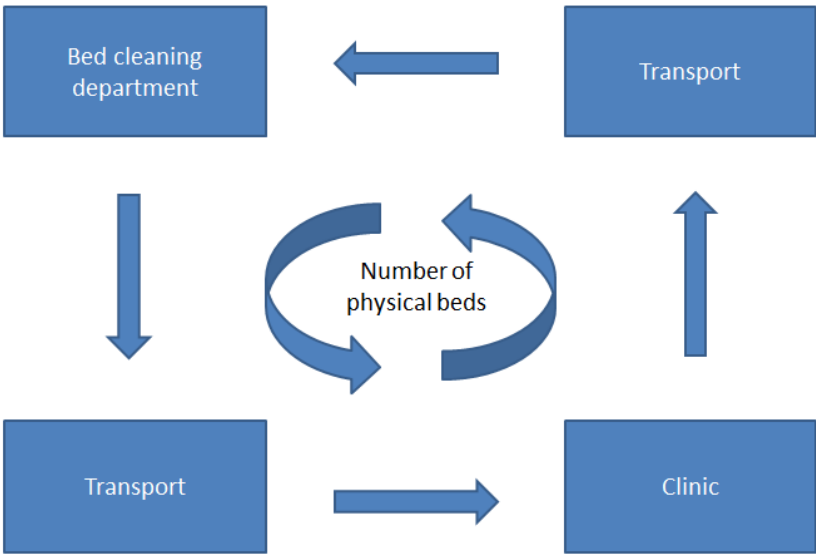 Bed cleaning
department
Transport
Number of
physical beds
Transport
Clinic